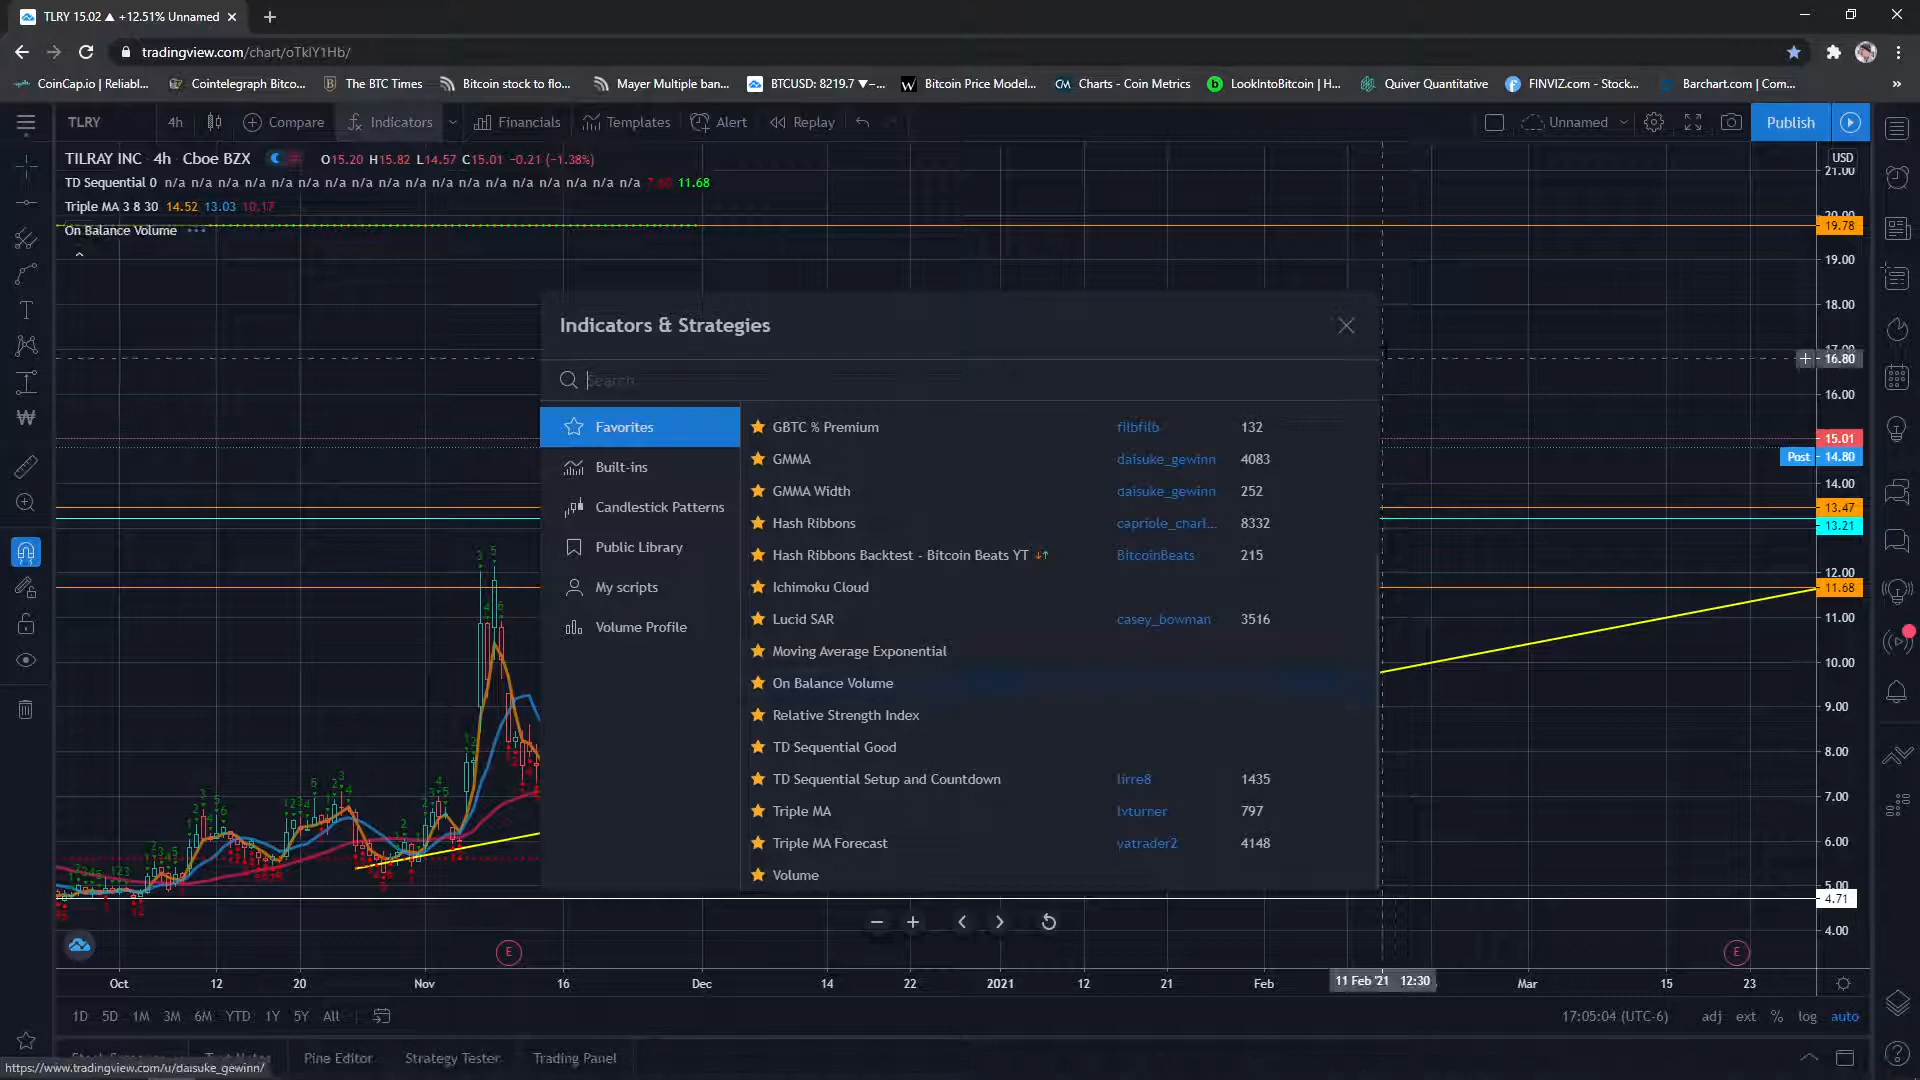 TLRY 15.02 ▲ +12.51% Unnamed
tradingview.com/chart/oTklY1Hb/
CoinCap.io | Reliabl... Cointelegraph Bitco... The BTC Times Bitcoin stock to flo... Mayer Multiple ban... BTCUSD: 8219.7 ▼−... Bitcoin Price Model... Charts - Coin Metrics LookIntoBitcoin | H... Quiver Quantitative FINVIZ.com - Stock... Barchart.com | Com... »
TLRY 4h Compare Indicators Financials Templates Alert Replay Unnamed Publish
TILRAY INC 4h Cboe BZX O15.20 H15.82 L14.57 C15.01 −0.21 (−1.38%)
TD Sequential 0 n/a n/a n/a n/a n/a n/a n/a n/a n/a n/a n/a n/a n/a n/a n/a n/a n/a n/a 7.60 11.68
Triple MA 3 8 30 14.52 13.03 10.17
On Balance Volume
USD
21.00
20.00
19.78
19.00
18.00
17.00
16.80
16.00
15.01
Post 14.80
14.00
13.47
13.21
12.00
11.68
11.00
10.00
9.00
8.00
7.00
6.00
5.00
4.71
4.00
Indicators & Strategies
Search
Favorites
Built-ins
Candlestick Patterns
Public Library
My scripts
Volume Profile
GBTC % Premium filbfilb 132
GMMA daisuke_gewinn 4083
GMMA Width daisuke_gewinn 252
Hash Ribbons capriole_charl... 8332
Hash Ribbons Backtest - Bitcoin Beats YT BitcoinBeats 215
Ichimoku Cloud
Lucid SAR casey_bowman 3516
Moving Average Exponential
On Balance Volume
Relative Strength Index
TD Sequential Good
TD Sequential Setup and Countdown lirre8 1435
Triple MA lvturner 797
Triple MA Forecast yatrader2 4148
Volume
E E
Oct 12 20 Nov 16 Dec 14 22 2021 12 21 Feb 11 Feb '21 12:30 Mar 15 23
1D 5D 1M 3M 6M YTD 1Y 5Y All 17:05:04 (UTC-6) adj ext % log auto
Pine Editor Strategy Tester Trading Panel
https://www.tradingview.com/u/daisuke_gewinn/